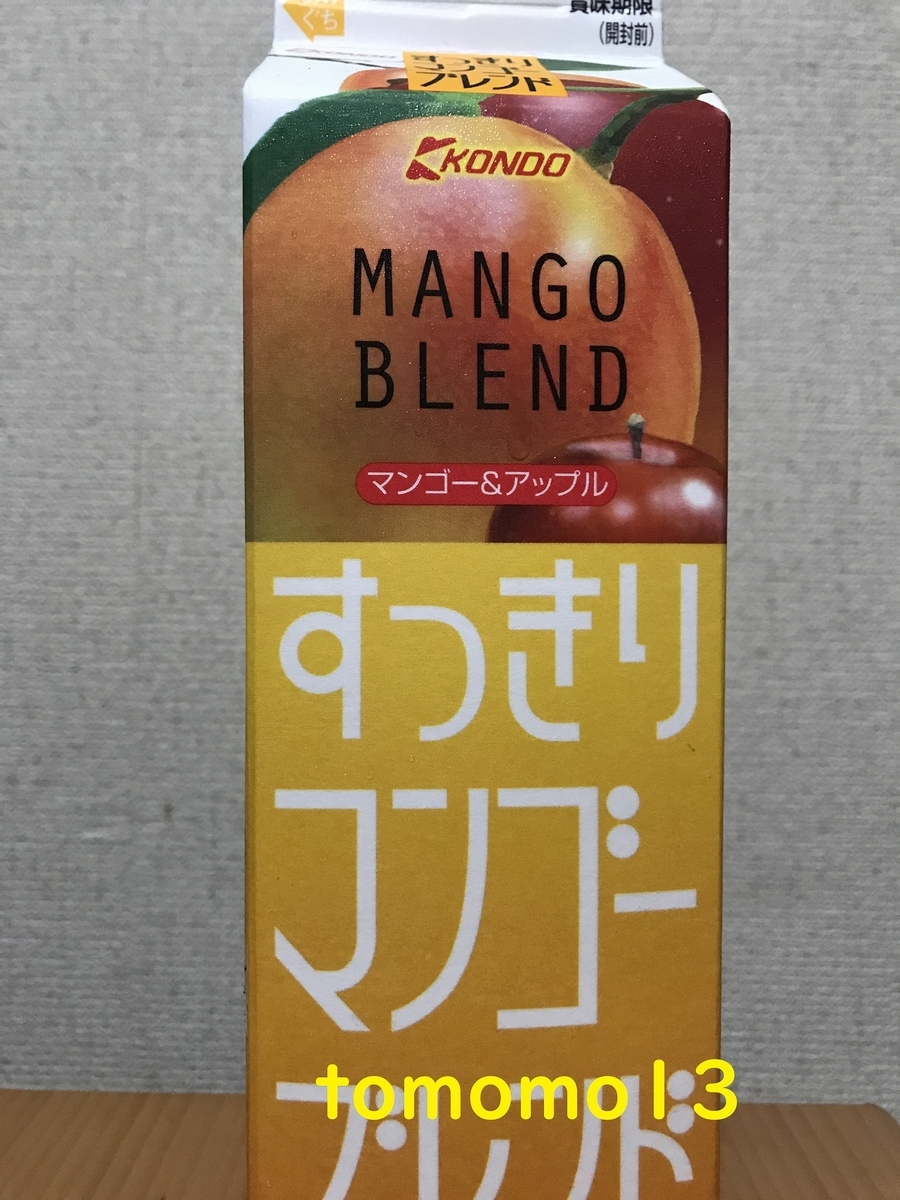 ぐち
賞味期限
(開封前)
すっきり
マンゴー
ブレンド
KONDO
MANGO
BLEND
マンゴー&アップル
すっきり
マンゴー
ブレンド
tomomo13